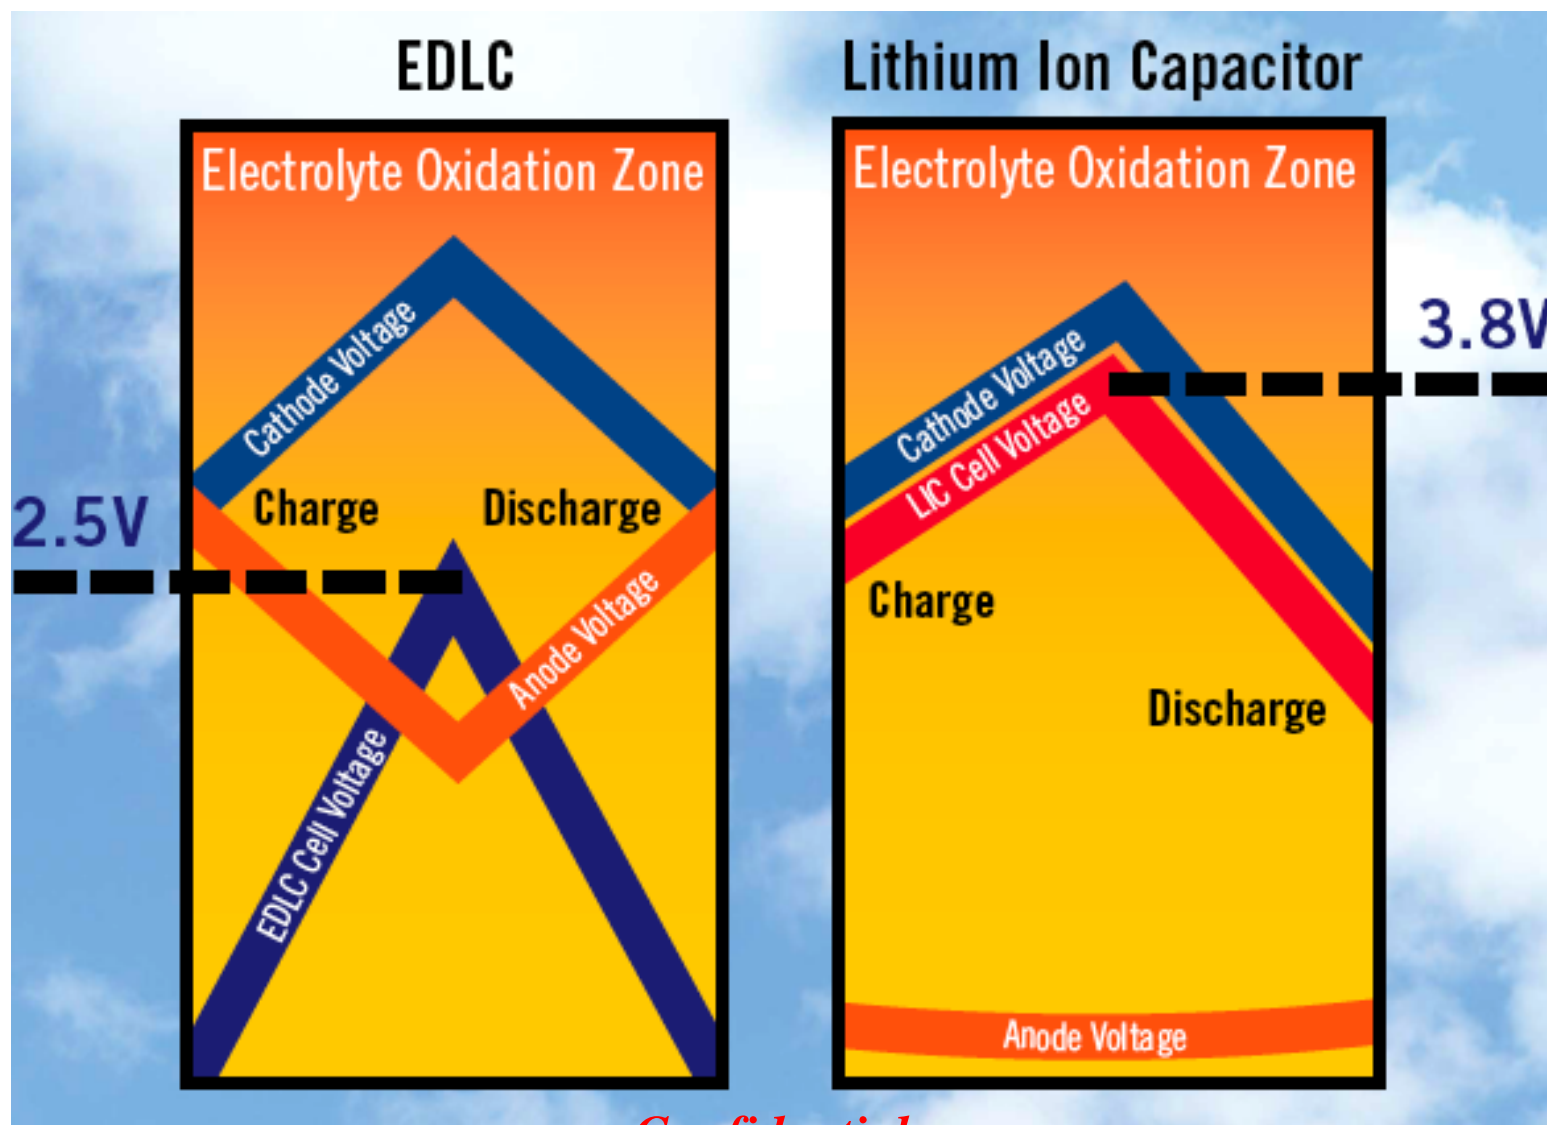 EDLC
Electrolyte Oxidation Zone
Cathode Voltage
Charge
Discharge
2.5V
Anode Voltage
EDLC Cell Voltage
Lithium Ion Capacitor
Electrolyte Oxidation Zone
3.8V
Cathode Voltage
LIC Cell Voltage
Charge
Discharge
Anode Voltage
Confidential